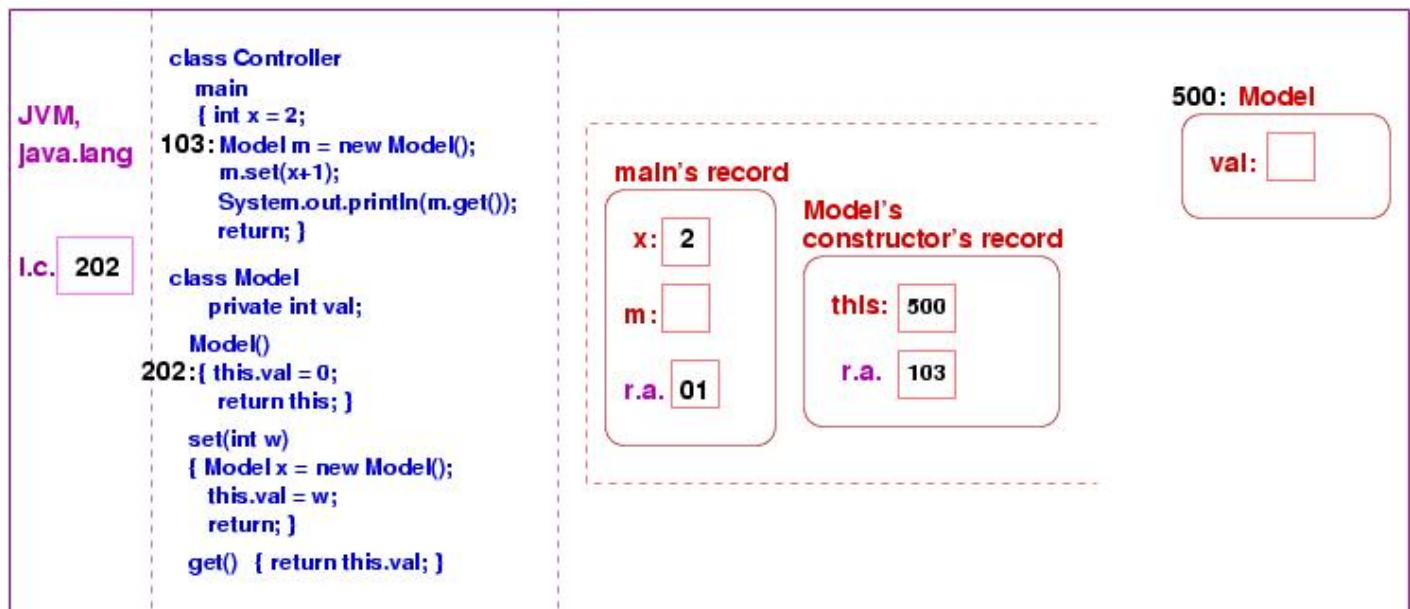 JVM,
java.lang
i.c. 202
class Controller
main
{ int x = 2;
103: Model m = new Model();
m.set(x+1);
System.out.println(m.get());
return; }
class Model
private int val;
Model()
202: { this.val = 0;
return this; }
set(int w)
{ Model x = new Model();
this.val = w;
return; }
get() { return this.val; }
main's record
x: 2
m:
r.a. 01
Model's
constructor's record
this: 500
r.a. 103
500: Model
val: